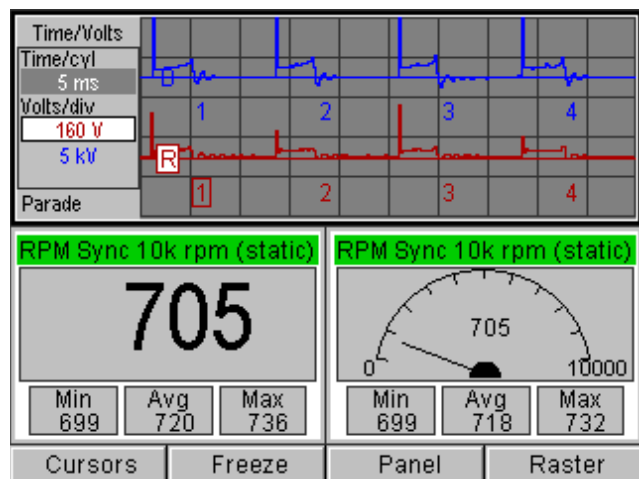 Time/Volts
Time/cyl
5 ms
Volts/div
160 V
5 kV
Parade
D
1 2 3 4
R
1 2 3 4
RPM Sync 10k rpm (static)
705
Min Avg Max
699 720 736
RPM Sync 10k rpm (static)
705
0 10000
Min Avg Max
699 718 732
Cursors Freeze Panel Raster